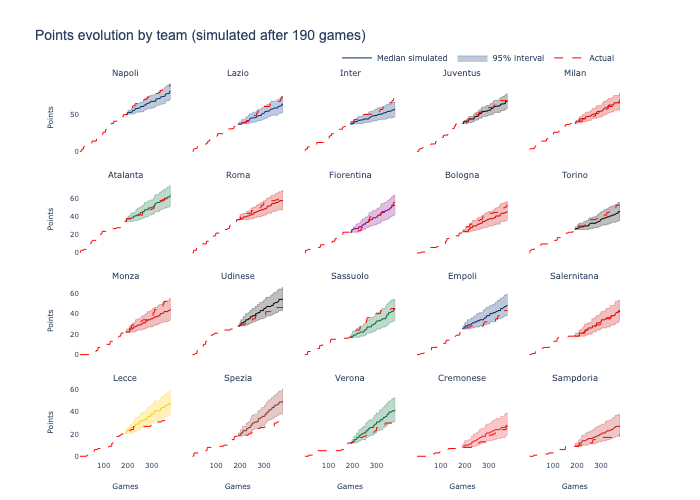 Points evolution by team (simulated after 190 games)
Median simulated 95% interval Actual
Napoli Lazio Inter Juventus Milan
50
0
Points
Atalanta Roma Fiorentina Bologna Torino
60
40
20
0
Points
Monza Udinese Sassuolo Empoli Salernitana
60
40
20
0
Points
Lecce Spezia Verona Cremonese Sampdoria
60
40
20
0
Points
100 200 300 100 200 300 100 200 300 100 200 300 100 200 300
Games Games Games Games Games